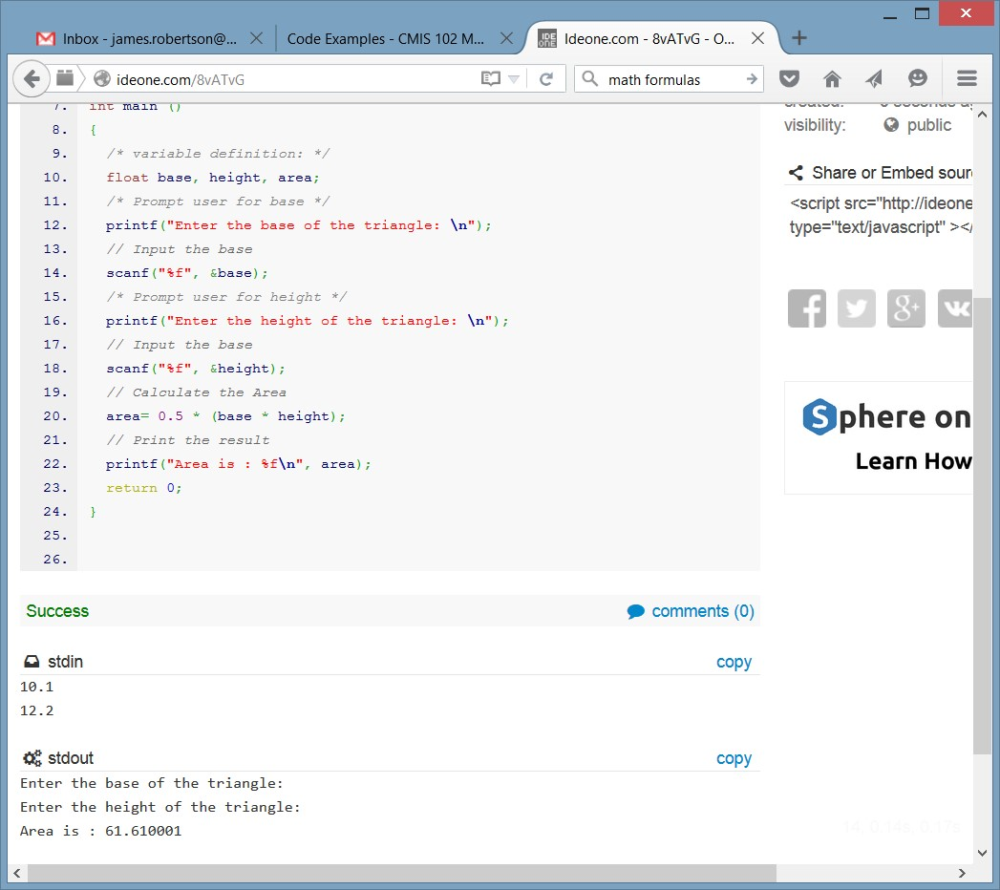 Inbox - james.robertson@...
Code Examples - CMIS 102 M...
IDE ONE
Ideone.com - 8vATvG - O...
ideone.com/8vATvG
math formulas
7. int main ()
8. {
9. /* variable definition: */
10. float base, height, area;
11. /* Prompt user for base */
12. printf("Enter the base of the triangle: \n");
13. // Input the base
14. scanf("%f", &base);
15. /* Prompt user for height */
16. printf("Enter the height of the triangle: \n");
17. // Input the base
18. scanf("%f", &height);
19. // Calculate the Area
20. area= 0.5 * (base * height);
21. // Print the result
22. printf("Area is : %f\n", area);
23. return 0;
24. }
25.
26.
Success
comments (0)
stdin
copy
10.1
12.2
stdout
copy
Enter the base of the triangle:
Enter the height of the triangle:
Area is : 61.610001
visibility: public
Share or Embed sour
<script src="http://ideone
type="text/javascript" ></
f
g+
Sphere on
Learn How